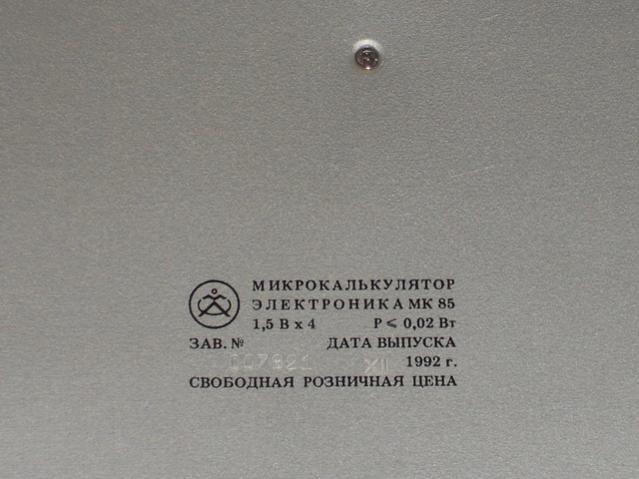 МИКРОКАЛЬКУЛЯТОР
ЭЛЕКТРОНИКА МК 85
1,5 В х 4 Р ⩽ 0,02 Вт
ЗАВ. № ДАТА ВЫПУСКА
XII 1992 г.
СВОБОДНАЯ РОЗНИЧНАЯ ЦЕНА